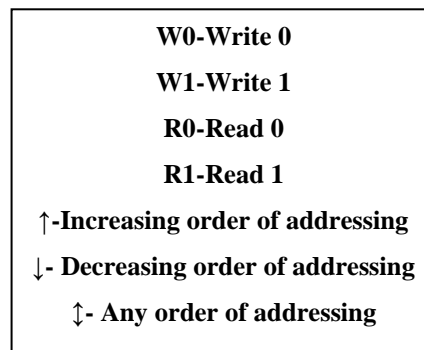 W0-Write 0
W1-Write 1
R0-Read 0
R1-Read 1
↑-Increasing order of addressing
↓- Decreasing order of addressing
↕- Any order of addressing